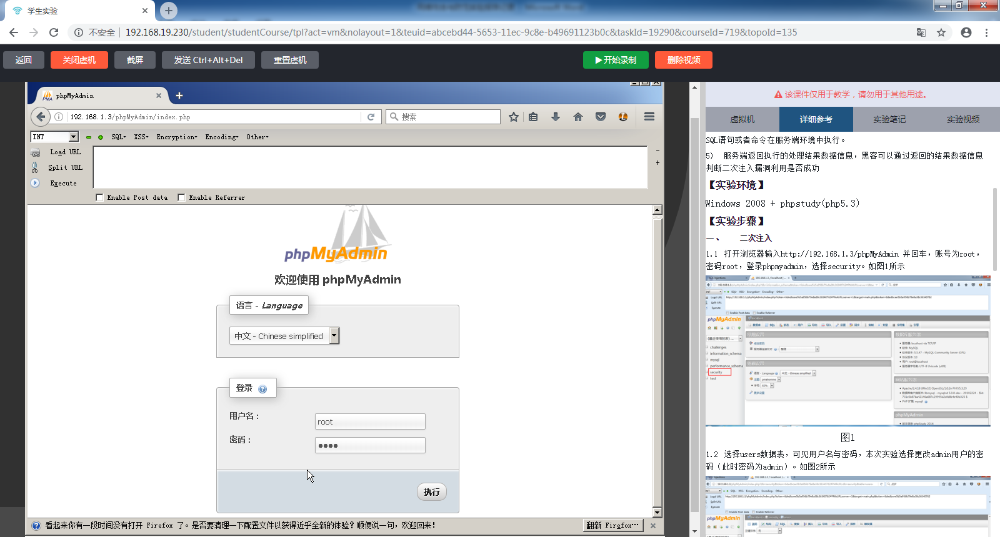 学生实验
不安全
192.168.19.230/student/studentCourse/tpl?act=vm&nolayout=1&teuid=abcebd44-5653-11ec-9c8e-b49691123b0c&taskId=19290&courseId=719&topoId=135
返回
关闭虚机
截屏
发送 Ctrl+Alt+Del
重置虚机
开始录制
删除视频
phpMyAdmin
192.168.1.3/phpMyAdmin/index.php
搜索
INT
SQL
XSS
Encryption
Encoding
Other
Load URL
Split URL
Execute
Enable Post data
Enable Referrer
phpMyAdmin
欢迎使用 phpMyAdmin
语言 - Language
中文 - Chinese simplified
登录
用户名：
root
密码：
执行
看起来你有一段时间没有打开 Firefox 了。是否要清理一下配置文件以获得近乎全新的体验？顺便说一句，欢迎回来！
翻新 Firefox…
该课件仅用于教学，请勿用于其他用途。
虚拟机
详细参考
实验笔记
实验视频
SQL语句或者命令在服务端环境中执行。
5) 服务端返回执行的处理结果数据信息，黑客可以通过返回的结果数据信息
判断二次注入漏洞利用是否成功
【实验环境】
Windows 2008 + phpstudy(php5.3)
【实验步骤】
一、 二次注入
1.1 打开浏览器输入http://192.168.1.3/phpMyAdmin 并回车，账号为root，
密码root，登录phpmyadmin，选择security。如图1所示
phpMyAdmin
challenges
information_schema
mysql
performance_schema
security
test
图1
1.2 选择users数据表，可见用户名与密码，本次实验选择更改admin用户的密
码（此时密码为admin）。如图2所示
phpMyAdmin